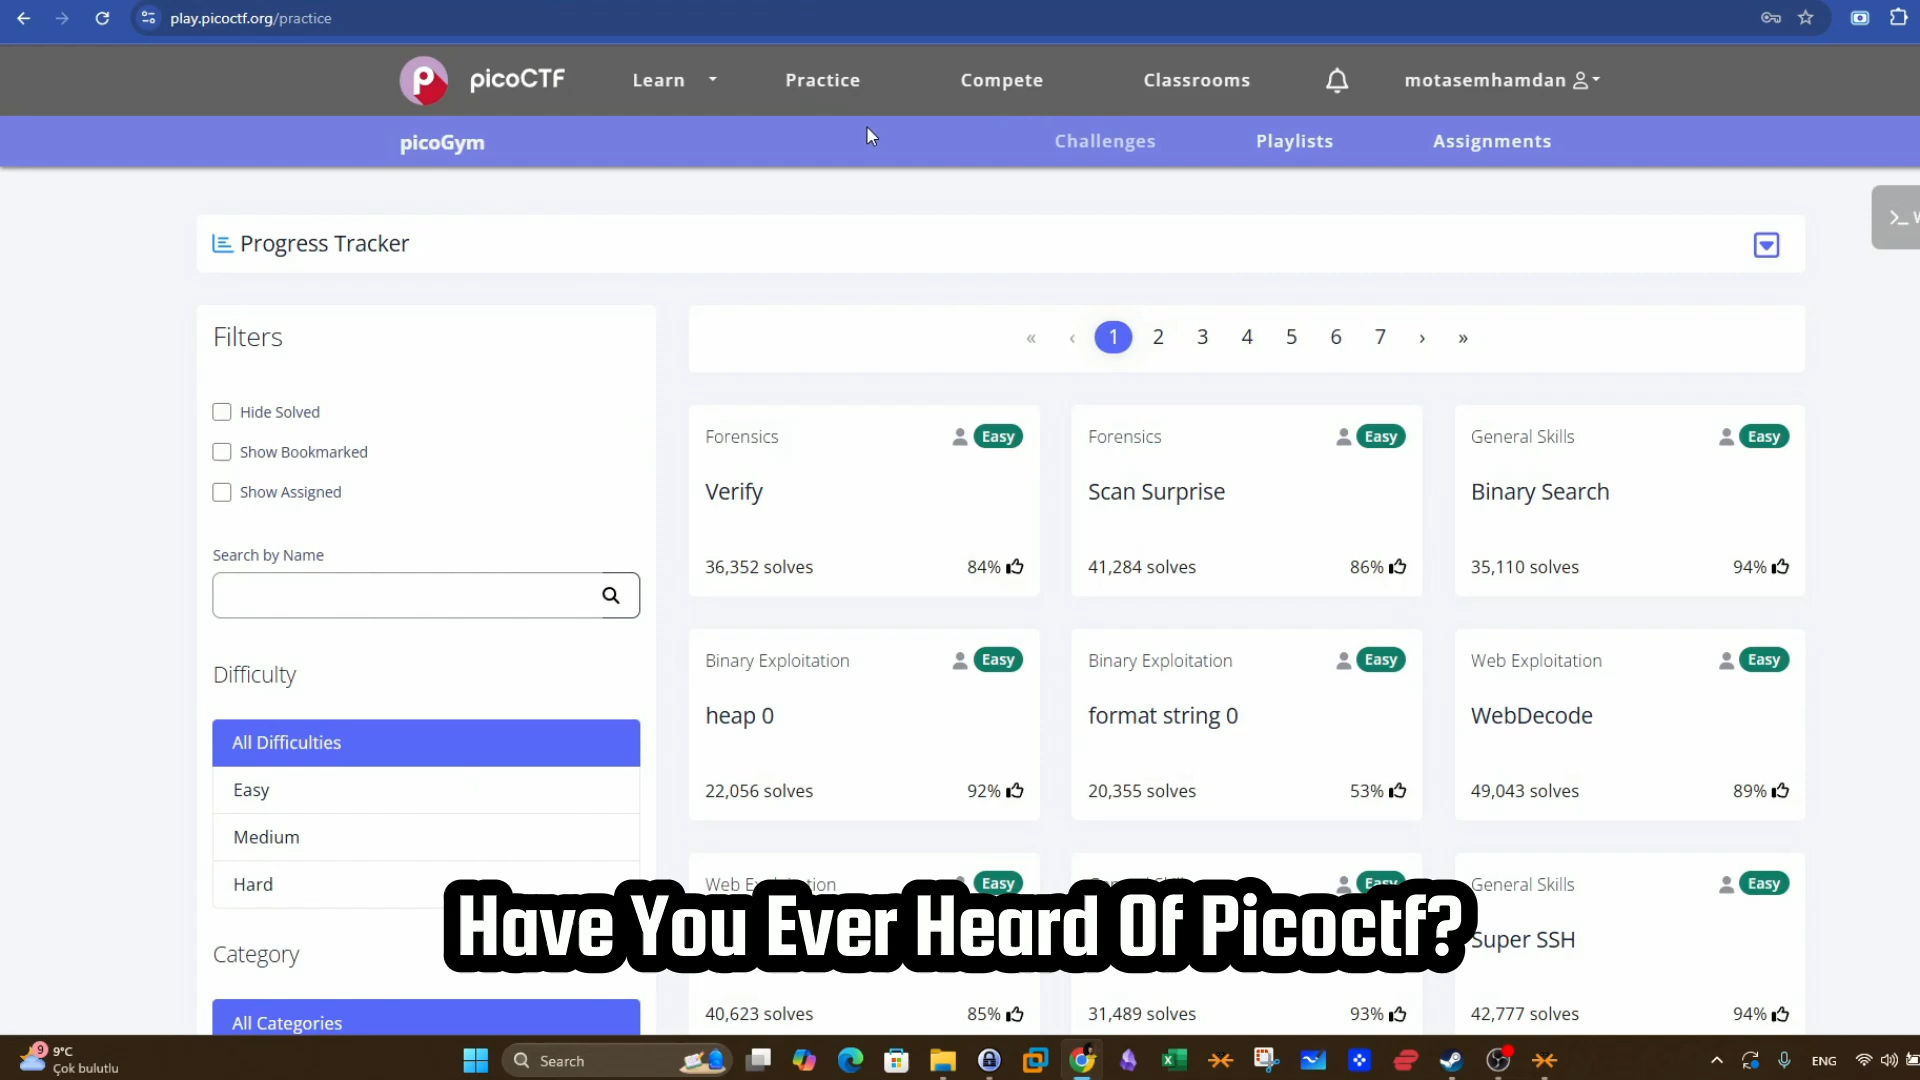 play.picoctf.org/practice
picoCTF
Learn
Practice
Compete
Classrooms
motasemhamdan
picoGym
Challenges
Playlists
Assignments
Progress Tracker
Filters
Hide Solved
Show Bookmarked
Show Assigned
Search by Name
Difficulty
All Difficulties
Easy
Medium
Hard
Category
All Categories
« ‹ 1 2 3 4 5 6 7 › »
Forensics Easy
Verify
36,352 solves 84%
Forensics Easy
Scan Surprise
41,284 solves 86%
General Skills Easy
Binary Search
35,110 solves 94%
Binary Exploitation Easy
heap 0
22,056 solves 92%
Binary Exploitation Easy
format string 0
20,355 solves 53%
Web Exploitation Easy
WebDecode
49,043 solves 89%
Web Exploitation Easy
40,623 solves 85%
General Skills Easy
31,489 solves 93%
General Skills Easy
Super SSH
42,777 solves 94%
Have You Ever Heard Of Picoctf?
9
9°C
Çok bulutlu
Search
ENG